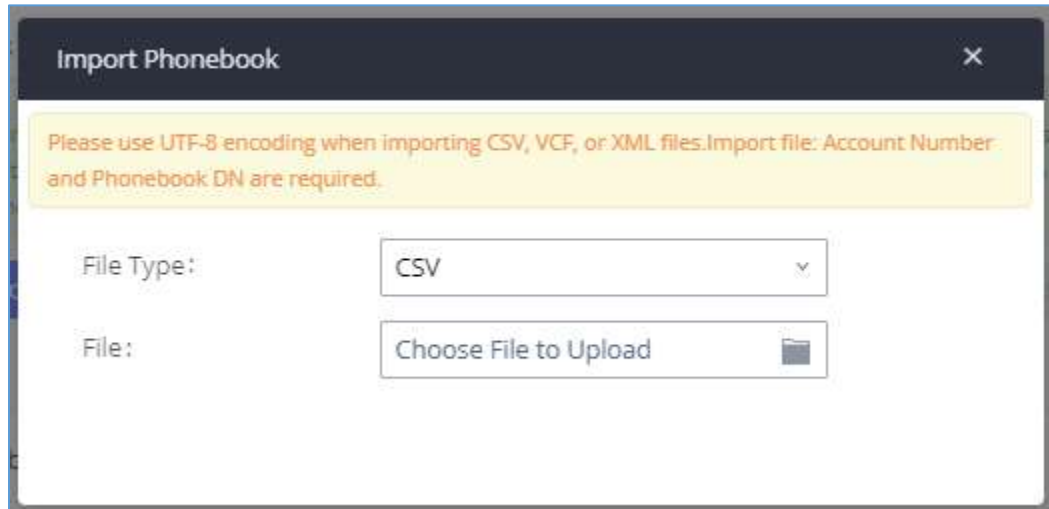 Import Phonebook
Please use UTF-8 encoding when importing CSV, VCF, or XML files.Import file: Account Number
and Phonebook DN are required.
File Type:
CSV
File:
Choose File to Upload